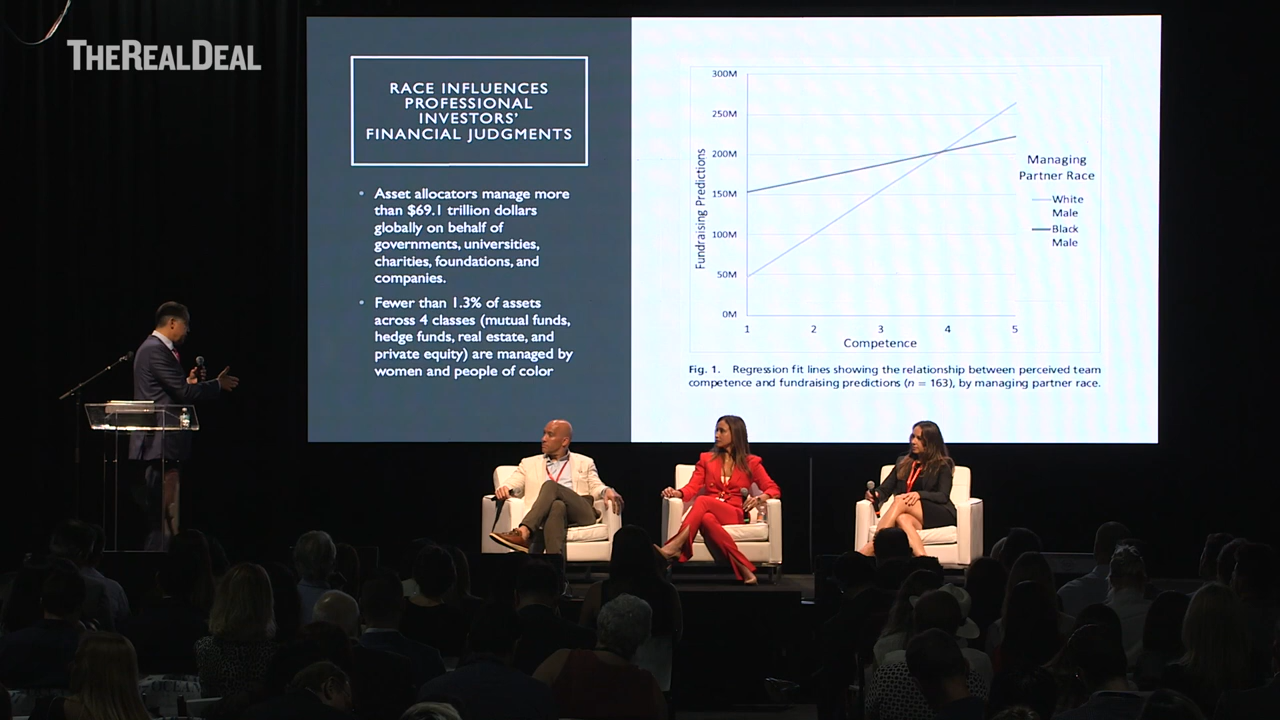 THEREALDEAL
RACE INFLUENCES
PROFESSIONAL
INVESTORS'
FINANCIAL JUDGMENTS
• Asset allocators manage more
than $69.1 trillion dollars
globally on behalf of
governments, universities,
charities, foundations, and
companies.
• Fewer than 1.3% of assets
across 4 classes (mutual funds,
hedge funds, real estate, and
private equity) are managed by
women and people of color
Fundraising Predictions
300M
250M
200M
150M
100M
50M
0M
1 2 3 4 5
Competence
Managing
Partner Race
White
Male
Black
Male
Fig. 1. Regression fit lines showing the relationship between perceived team
competence and fundraising predictions (n = 163), by managing partner race.